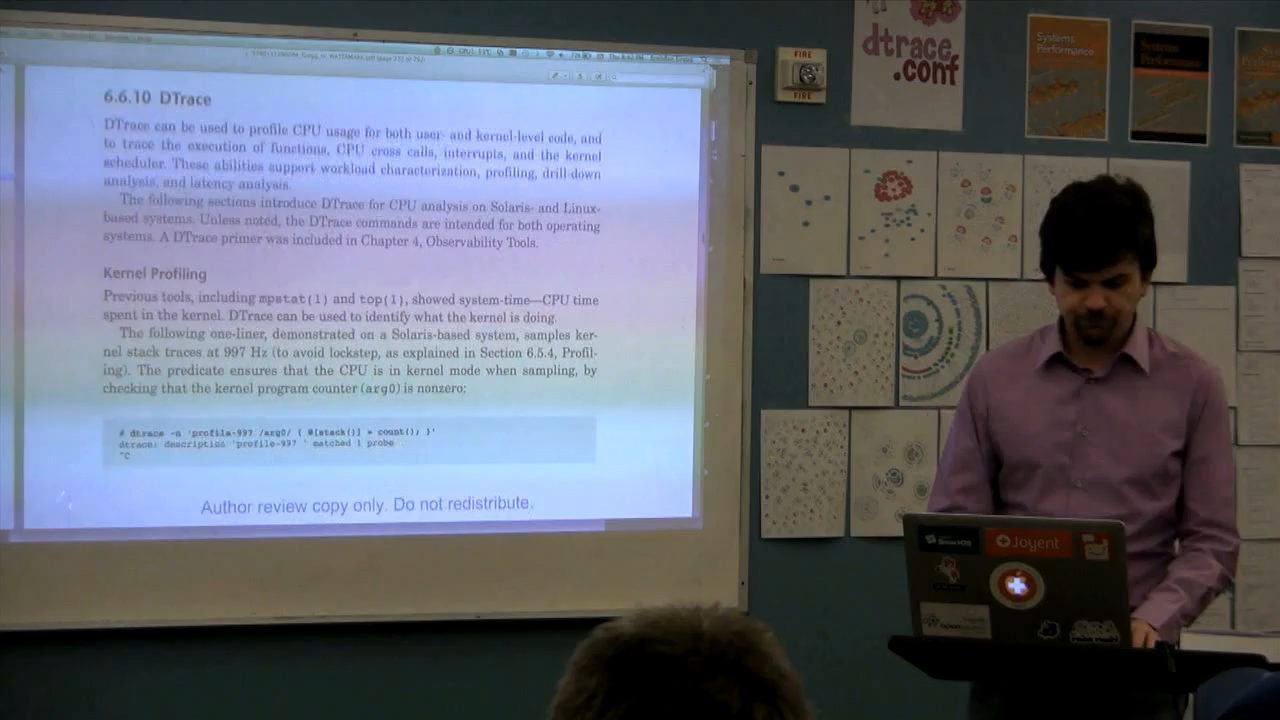 6.6.10 DTrace
DTrace can be used to profile CPU usage for both user- and kernel-level code, and
to trace the execution of functions, CPU cross calls, interrupts, and the kernel
scheduler. These abilities support workload characterization, profiling, drill-down
analysis, and latency analysis.
The following sections introduce DTrace for CPU analysis on Solaris- and Linux-
based systems. Unless noted, the DTrace commands are intended for both operating
systems. A DTrace primer was included in Chapter 4, Observability Tools.
Kernel Profiling
Previous tools, including mpstat(1) and top(1), showed system-time—CPU time
spent in the kernel. DTrace can be used to identify what the kernel is doing.
The following one-liner, demonstrated on a Solaris-based system, samples ker-
nel stack traces at 997 Hz (to avoid lockstep, as explained in Section 6.5.4, Profil-
ing). The predicate ensures that the CPU is in kernel mode when sampling, by
checking that the kernel program counter (arg0) is nonzero:
# dtrace -n 'profile-997 /arg0/ { @[stack()] = count(); }'
dtrace: description 'profile-997 ' matched 1 probe
^C
Author review copy only. Do not redistribute.
FIRE
FIRE
dtrace
.conf
Systems
Performance
Systems
Performance
Systems
SmartOS
Joyent